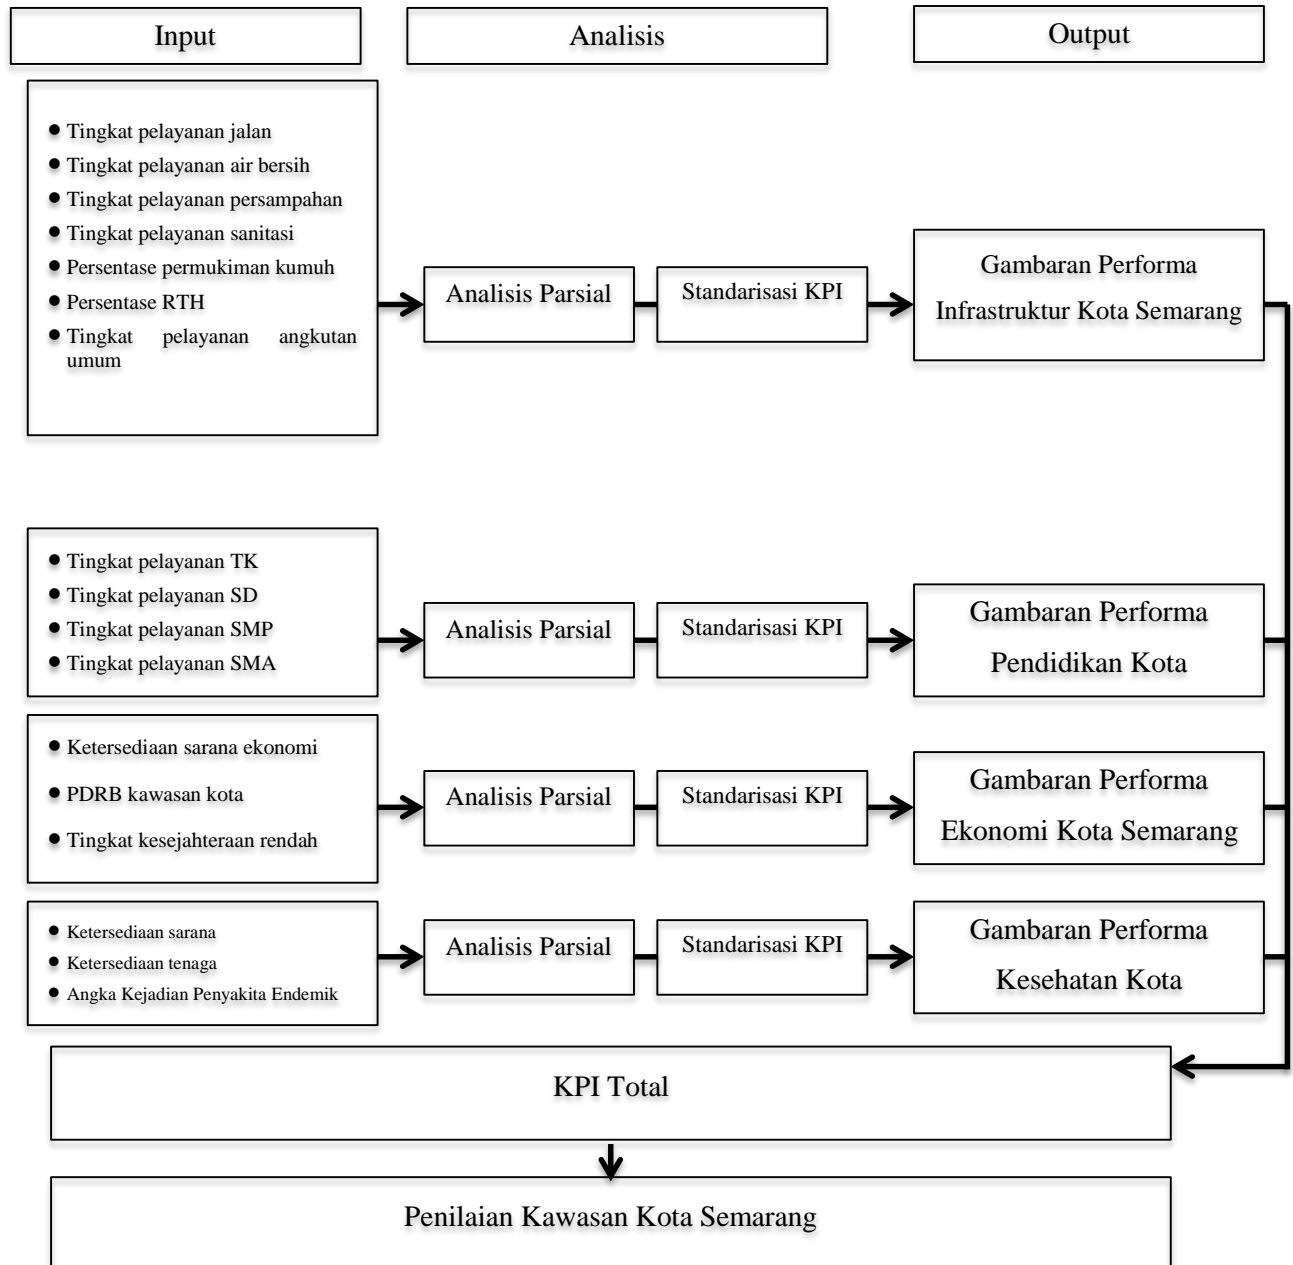 Input
Analisis
Output
• Tingkat pelayanan jalan
• Tingkat pelayanan air bersih
• Tingkat pelayanan persampahan
• Tingkat pelayanan sanitasi
• Persentase permukiman kumuh
• Persentase RTH
• Tingkat pelayanan angkutan
umum
Analisis Parsial
Standarisasi KPI
Gambaran Performa
Infrastruktur Kota Semarang
• Tingkat pelayanan TK
• Tingkat pelayanan SD
• Tingkat pelayanan SMP
• Tingkat pelayanan SMA
Analisis Parsial
Standarisasi KPI
Gambaran Performa
Pendidikan Kota
• Ketersediaan sarana ekonomi
• PDRB kawasan kota
• Tingkat kesejahteraan rendah
Analisis Parsial
Standarisasi KPI
Gambaran Performa
Ekonomi Kota Semarang
• Ketersediaan sarana
• Ketersediaan tenaga
• Angka Kejadian Penyakita Endemik
Analisis Parsial
Standarisasi KPI
Gambaran Performa
Kesehatan Kota
KPI Total
Penilaian Kawasan Kota Semarang